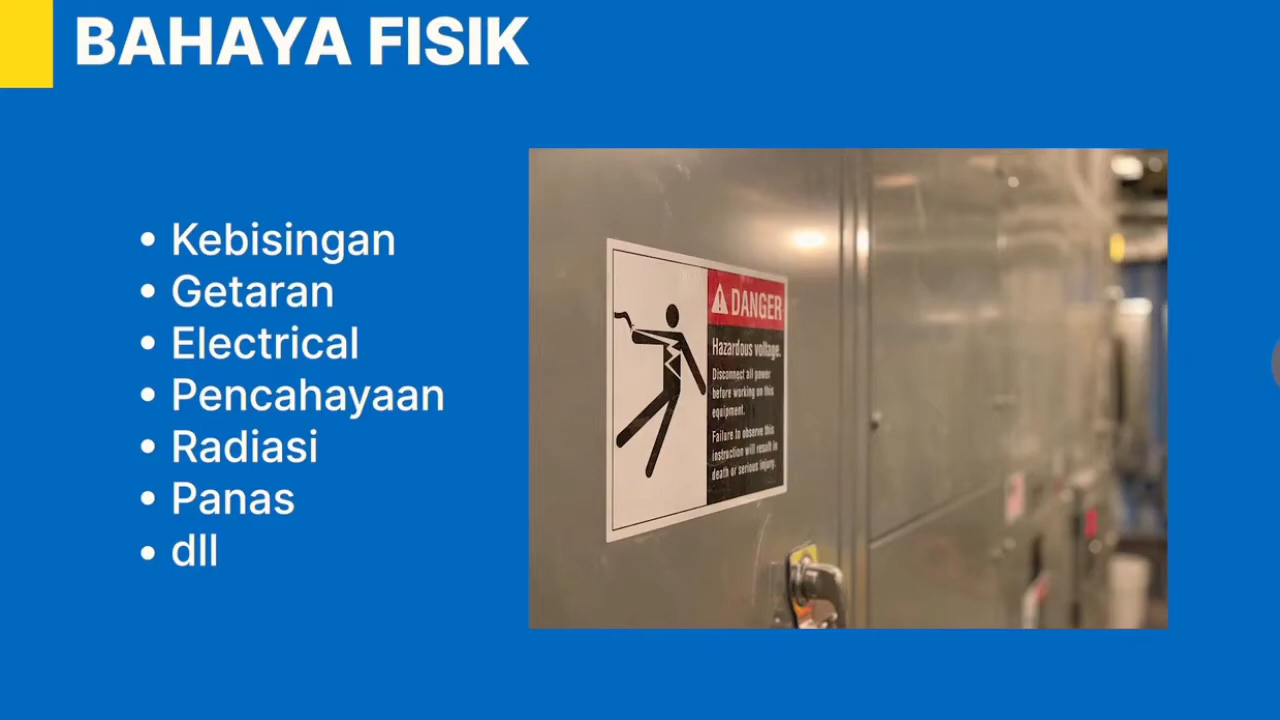 BAHAYA FISIK
• Kebisingan
• Getaran
• Electrical
• Pencahayaan
• Radiasi
• Panas
• dll
DANGER
Hazardous voltage.
Disconnect all power
before working on this
equipment.
Failure to observe this
instruction will result in
death or serious injury.